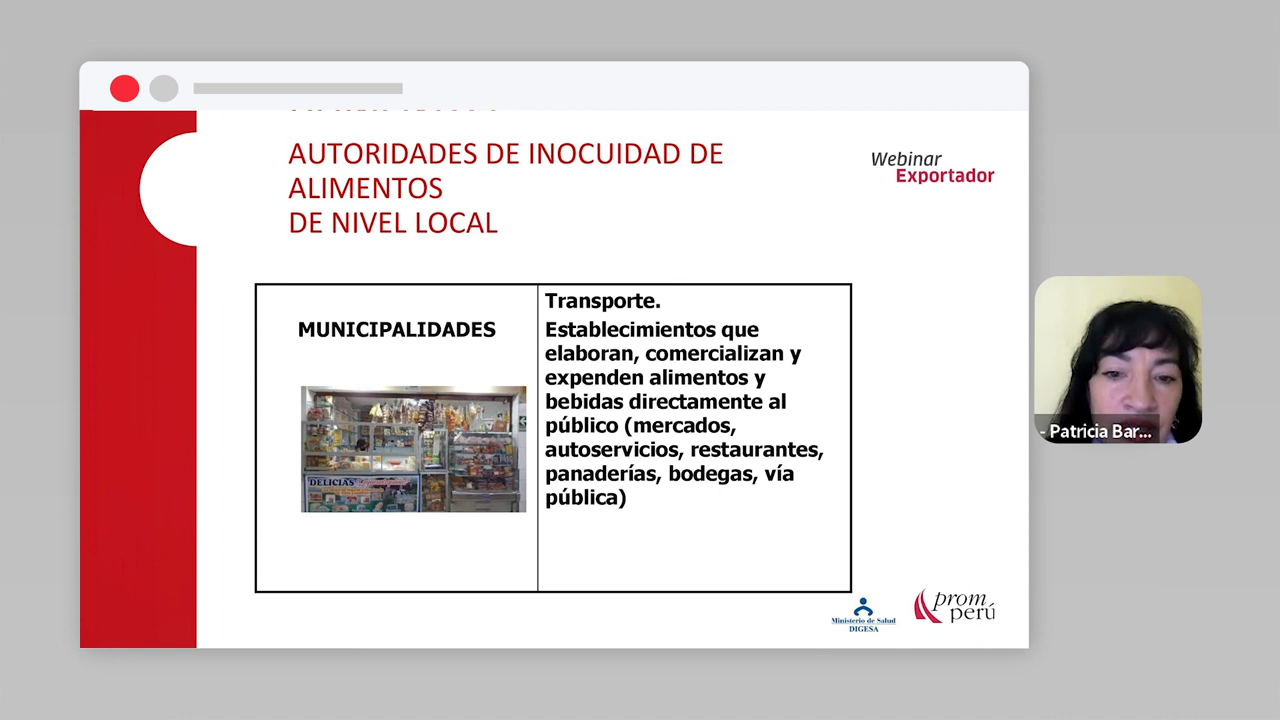 AUTORIDADES DE INOCUIDAD DE
ALIMENTOS
DE NIVEL LOCAL
Webinar
Exportador
MUNICIPALIDADES
DELICIAS
Transporte.
Establecimientos que
elaboran, comercializan y
expenden alimentos y
bebidas directamente al
público (mercados,
autoservicios, restaurantes,
panaderías, bodegas, vía
pública)
- Patricia Bar...
Ministerio de Salud
DIGESA
prom
perú